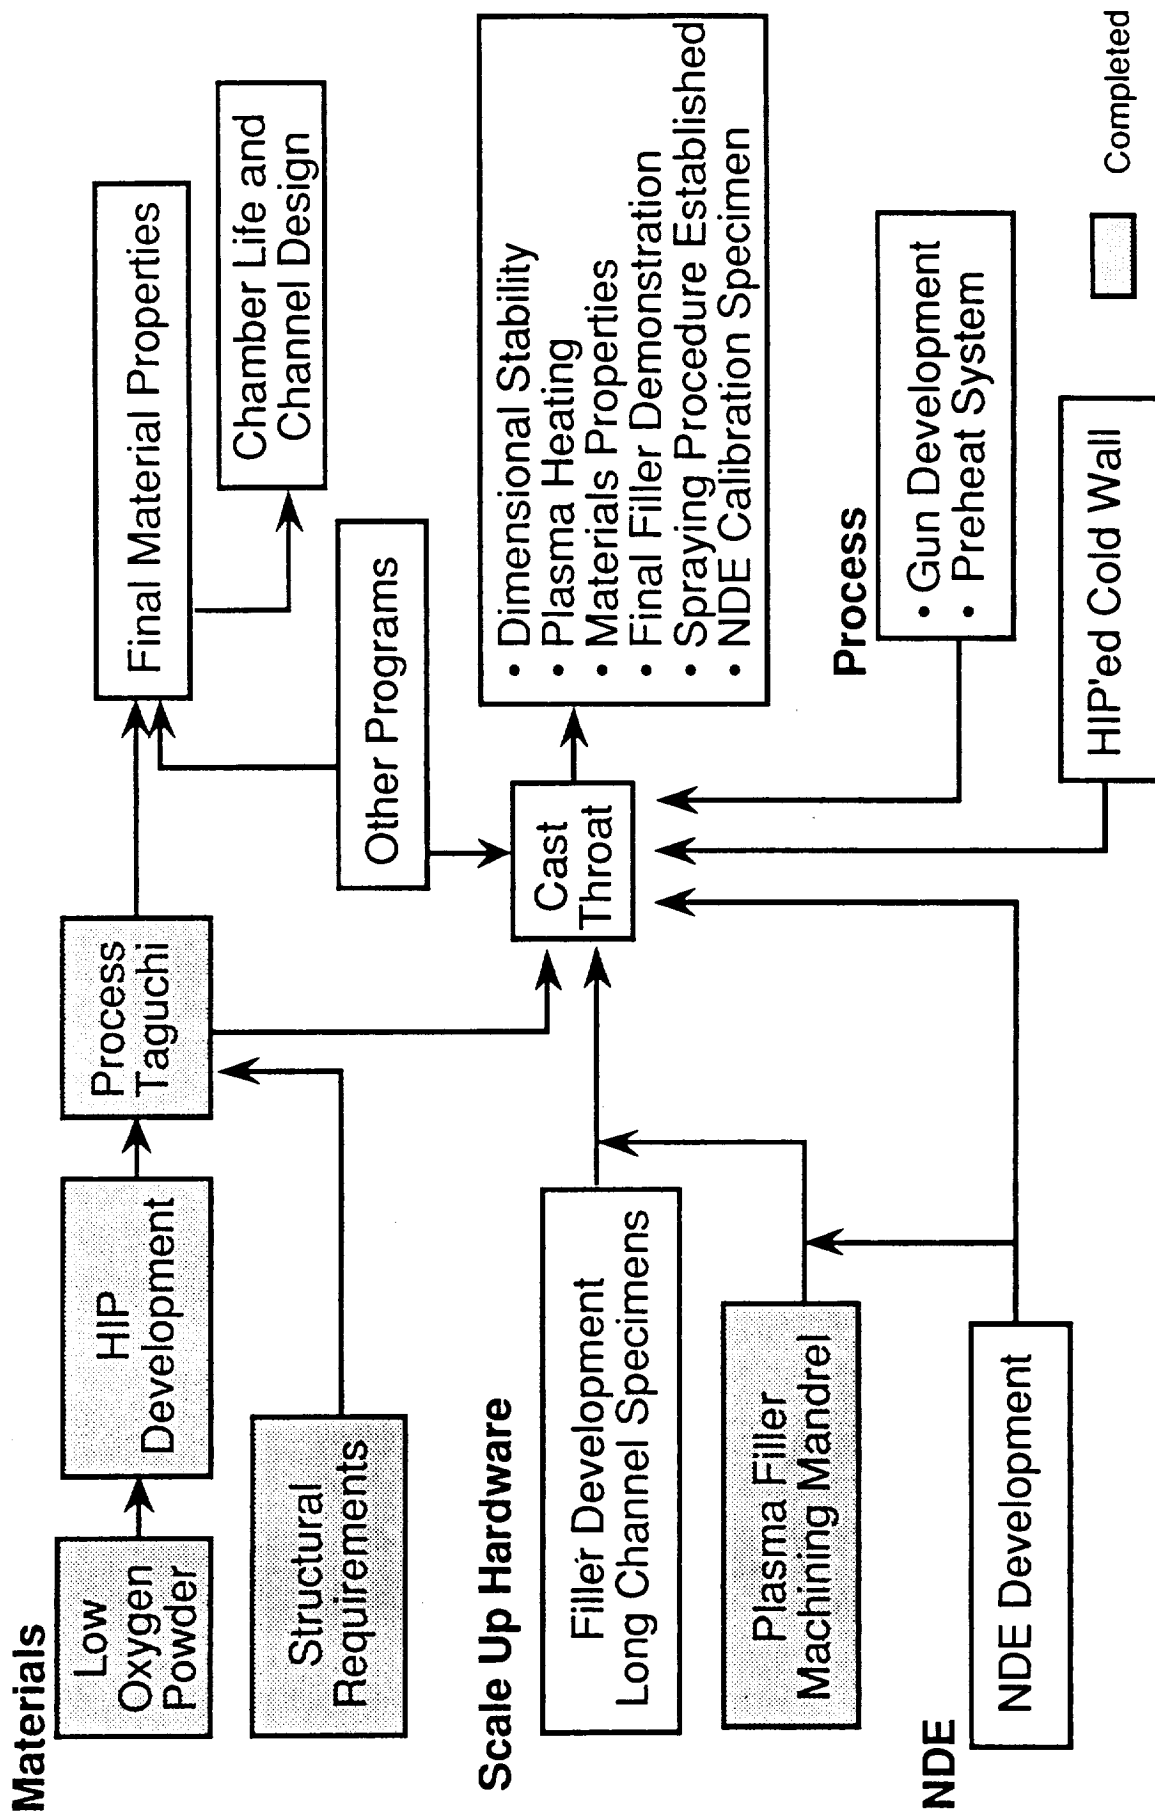 Materials
Low
Oxygen
Powder
HIP
Development
Process
Taguchi
Final Material Properties
Structural
Requirements
Chamber Life and
Channel Design
Other Programs
Scale Up Hardware
Filler Development
Long Channel Specimens
Plasma Filler
Machining Mandrel
Cast
Throat
• Dimensional Stability
• Plasma Heating
• Materials Properties
• Final Filler Demonstration
• Spraying Procedure Established
• NDE Calibration Specimen
Process
• Gun Development
• Preheat System
NDE
NDE Development
HIP'ed Cold Wall
Completed